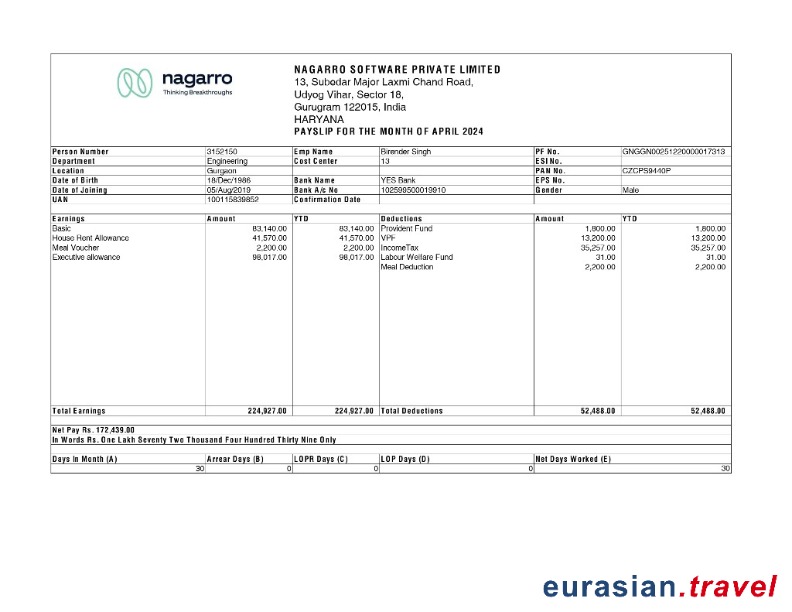 nagarro
Thinking Breakthroughs
NAGARRO SOFTWARE PRIVATE LIMITED
13, Subedar Major Laxmi Chand Road,
Udyog Vihar, Sector 18,
Gurugram 122015, India
HARYANA
PAYSLIP FOR THE MONTH OF APRIL 2024
Person Number 3152150 Emp Name Birender Singh PF No. GNGGN00251220000017313
Department Engineering Cost Center 13 ESI No.
Location Gurgaon PAN No. CZCPS9440P
Date of Birth 18/Dec/1986 Bank Name YES Bank EPS No.
Date of Joining 05/Aug/2019 Bank A/c No 102599500019910 Gender Male
UAN 100115839852 Confirmation Date
Earnings Amount YTD Deductions Amount YTD
Basic 83,140.00 83,140.00 Provident Fund 1,800.00 1,800.00
House Rent Allowance 41,570.00 41,570.00 VPF 13,200.00 13,200.00
Meal Voucher 2,200.00 2,200.00 IncomeTax 35,257.00 35,257.00
Executive allowance 98,017.00 98,017.00 Labour Welfare Fund 31.00 31.00
Meal Deduction 2,200.00 2,200.00
Total Earnings 224,927.00 224,927.00 Total Deductions 52,488.00 52,488.00
Net Pay Rs. 172,439.00
In Words Rs. One Lakh Seventy Two Thousand Four Hundred Thirty Nine Only
Days In Month (A) Arrear Days (B) LOPR Days (C) LOP Days (D) Net Days Worked (E)
30 0 0 0 30
eurasian.travel